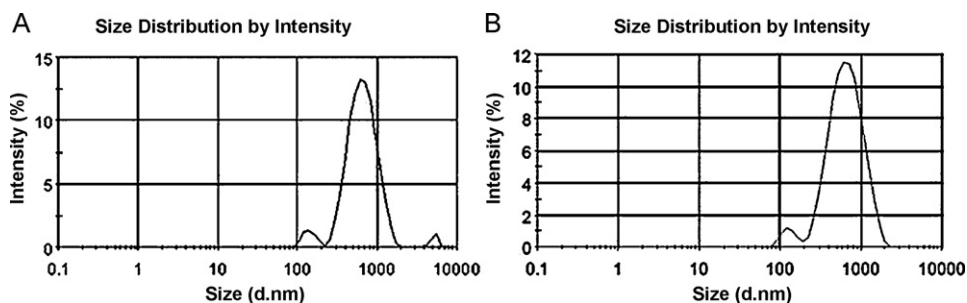 A
Size Distribution by Intensity
15
10
5
0
Intensity (%)
0.1 1 10 100 1000 10000
Size (d.nm)
B
Size Distribution by Intensity
12
10
8
6
4
2
0
Intensity (%)
0.1 1 10 100 1000 10000
Size (d.nm)